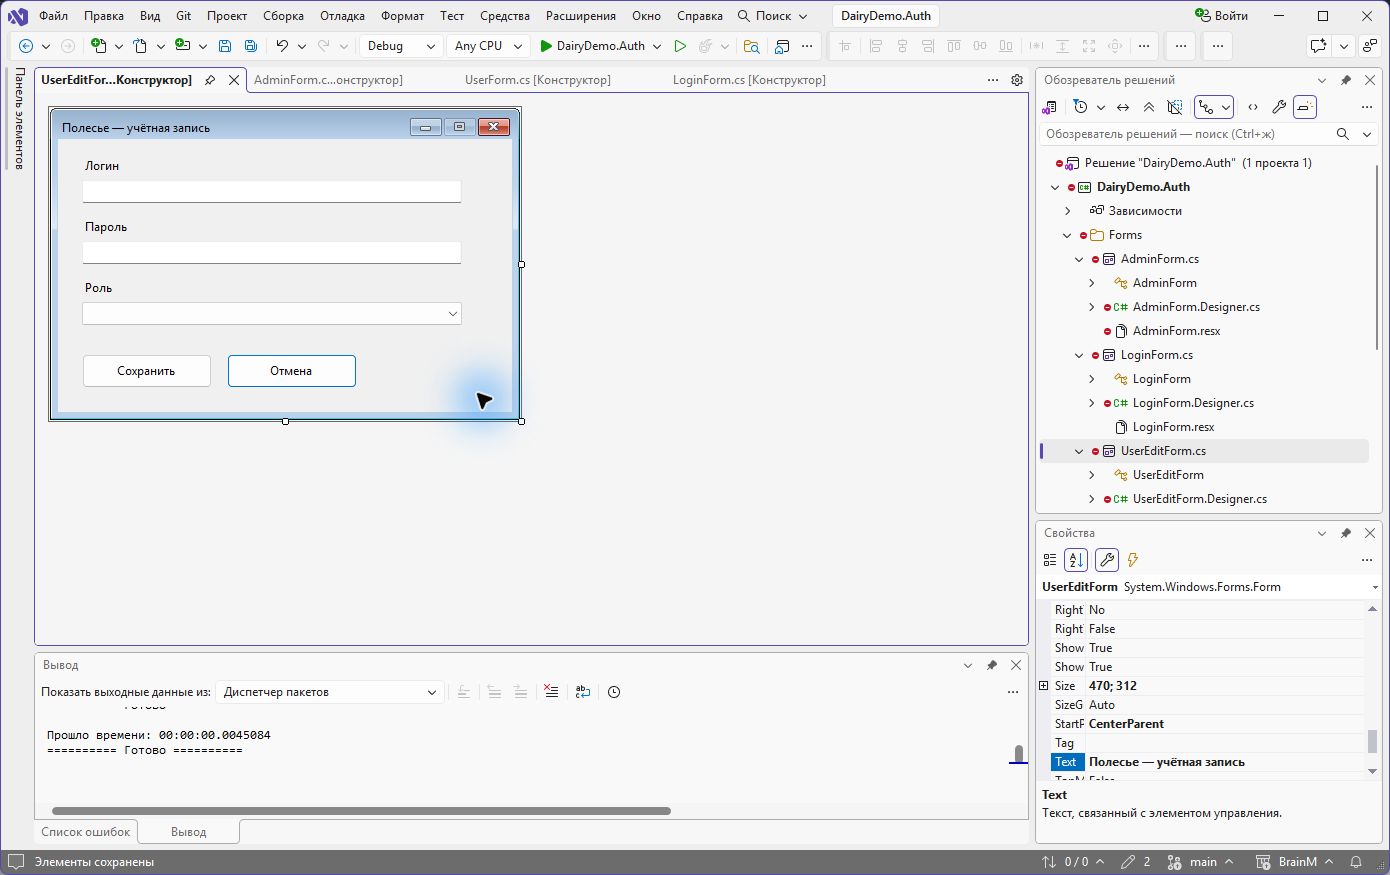 Файл Правка Вид Git Проект Сборка Отладка Формат Тест Средства Расширения Окно Справка Поиск DairyDemo.Auth Войти
Debug Any CPU DairyDemo.Auth
Панель элементов
UserEditFor...Конструктор] AdminForm.c...онструктор] UserForm.cs [Конструктор] LoginForm.cs [Конструктор]
Полесье — учётная запись
Логин
Пароль
Роль
Сохранить Отмена
Вывод
Показать выходные данные из: Диспетчер пакетов
Прошло времени: 00:00:00.0045084
========== Готово ==========
Список ошибок Вывод
Обозреватель решений
Обозреватель решений — поиск (Ctrl+ж)
Решение "DairyDemo.Auth" (1 проекта 1)
DairyDemo.Auth
Зависимости
Forms
AdminForm.cs
AdminForm
C# AdminForm.Designer.cs
AdminForm.resx
LoginForm.cs
LoginForm
C# LoginForm.Designer.cs
LoginForm.resx
UserEditForm.cs
UserEditForm
C# UserEditForm.Designer.cs
Свойства
UserEditForm System.Windows.Forms.Form
Right No
Right False
Show True
Show True
Size 470; 312
SizeG Auto
StartP CenterParent
Tag
Text Полесье — учётная запись
Text
Текст, связанный с элементом управления.
Элементы сохранены 0 / 0 2 main BrainM